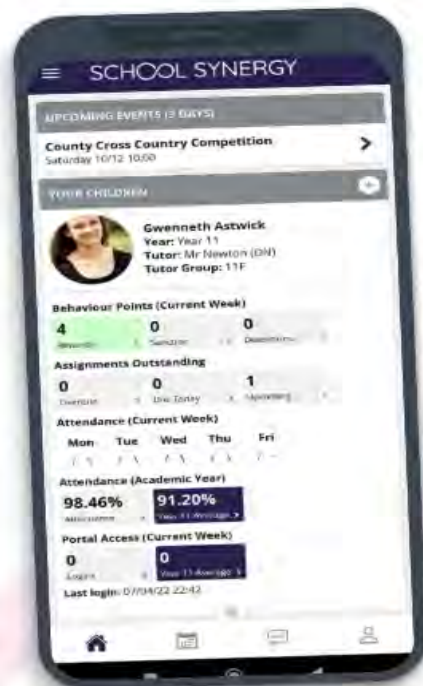 SCHOOL SYNERGY
UPCOMING EVENTS (3 DAYS)
County Cross Country Competition
Saturday 10/12 10:00
YOUR CHILDREN
Gwenneth Astwick
Year: Year 11
Tutor: Mr Newton (DN)
Tutor Group: 11F
Behaviour Points (Current Week)
4 0 0
Rewards Sanctions Detentions
Assignments Outstanding
0 0 1
Overdue Due Today Upcoming
Attendance (Current Week)
Mon Tue Wed Thu Fri
/ \ / \ / \ / \ / -
Attendance (Academic Year)
98.46% 91.20%
Attendance Year 11 Average
Portal Access (Current Week)
0 0
Logins Year 11 Average
Last login: 07/04/22 22:42